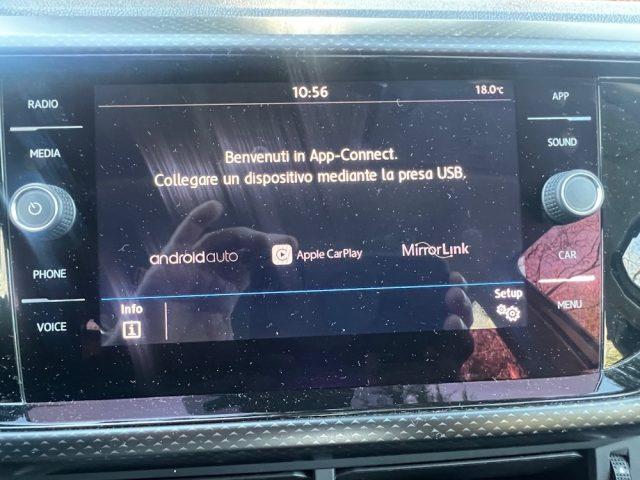 RADIO
MEDIA
PHONE
VOICE
10:56
18.0°C
Benvenuti in App-Connect.
Collegare un dispositivo mediante la presa USB.
androidauto
Apple CarPlay
MirrorLink
Info
i
Setup
APP
SOUND
CAR
MENU